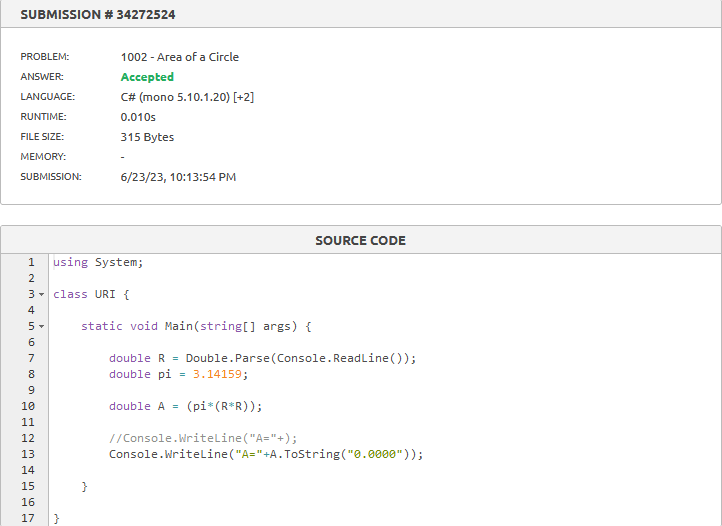 SUBMISSION # 34272524
PROBLEM: 1002 - Area of a Circle
ANSWER: Accepted
LANGUAGE: C# (mono 5.10.1.20) [+2]
RUNTIME: 0.010s
FILE SIZE: 315 Bytes
MEMORY: -
SUBMISSION: 6/23/23, 10:13:54 PM
SOURCE CODE
1 using System;
2
3 class URI {
4
5     static void Main(string[] args) {
6
7         double R = Double.Parse(Console.ReadLine());
8         double pi = 3.14159;
9
10         double A = (pi*(R*R));
11
12         //Console.WriteLine("A="+);
13         Console.WriteLine("A="+A.ToString("0.0000"));
14
15     }
16
17 }